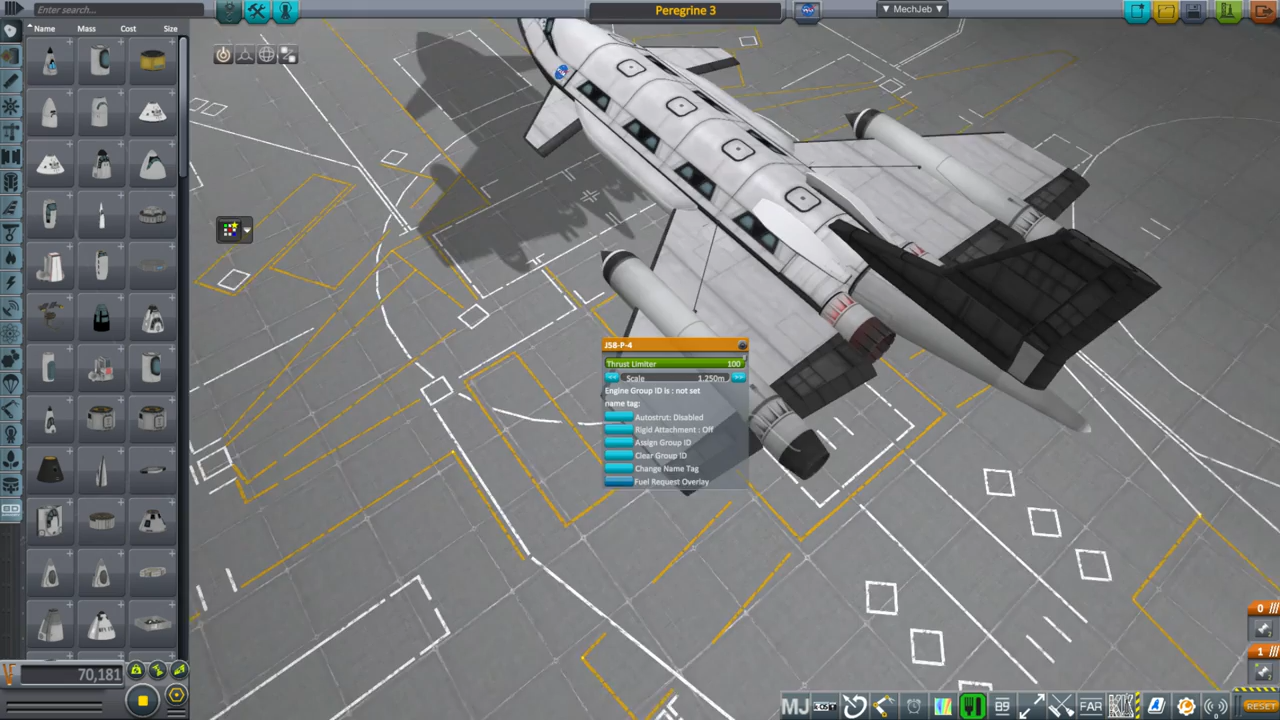 Enter search...
Peregrine 3
▼ MechJeb ▼
Name Mass Cost Size
J58-P-4
Thrust Limiter 100
<< Scale 1.250m >>
Engine Group ID is : not set
name tag:
Autostrut: Disabled
Rigid Attachment : Off
Assign Group ID
Clear Group ID
Change Name Tag
Fuel Request Overlay
0
1
70,181
MJ
B9
FAR
RESET